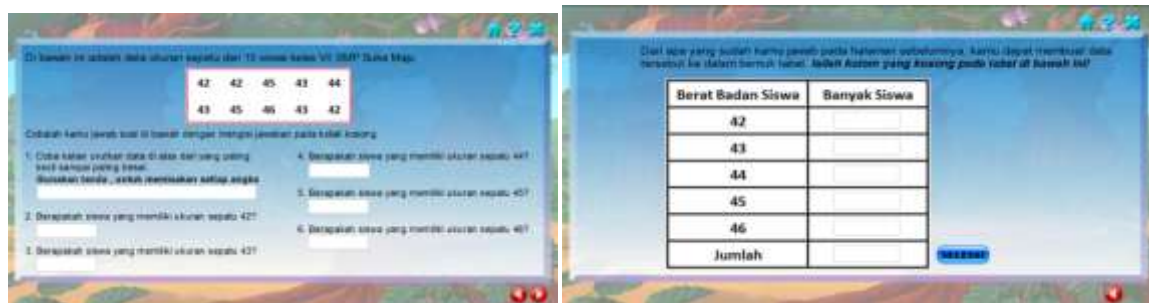 Di bawah ini adalah data ukuran sepatu dari 10 siswa kelas VII SMP Suka Maju.
42 42 45 43 44
43 45 46 43 42
Cobalah kamu jawab soal di bawah dengan mengisi jawaban pada kotak kosong
1. Coba kalian urutkan data di atas dari yang paling
kecil sampai paling besar.
Gunakan tanda , untuk memisahkan setiap angka
2. Berapakah siswa yang memiliki ukuran sepatu 42?
3. Berapakah siswa yang memiliki ukuran sepatu 43?
4. Berapakah siswa yang memiliki ukuran sepatu 44?
5. Berapakah siswa yang memiliki ukuran sepatu 45?
6. Berapakah siswa yang memiliki ukuran sepatu 46?
Dari apa yang sudah kamu jawab pada halaman sebelumnya, kamu dapat membuat data
tersebut ke dalam bentuk tabel. Isilah kolom yang kosong pada tabel di bawah ini!
Berat Badan Siswa Banyak Siswa
42
43
44
45
46
Jumlah